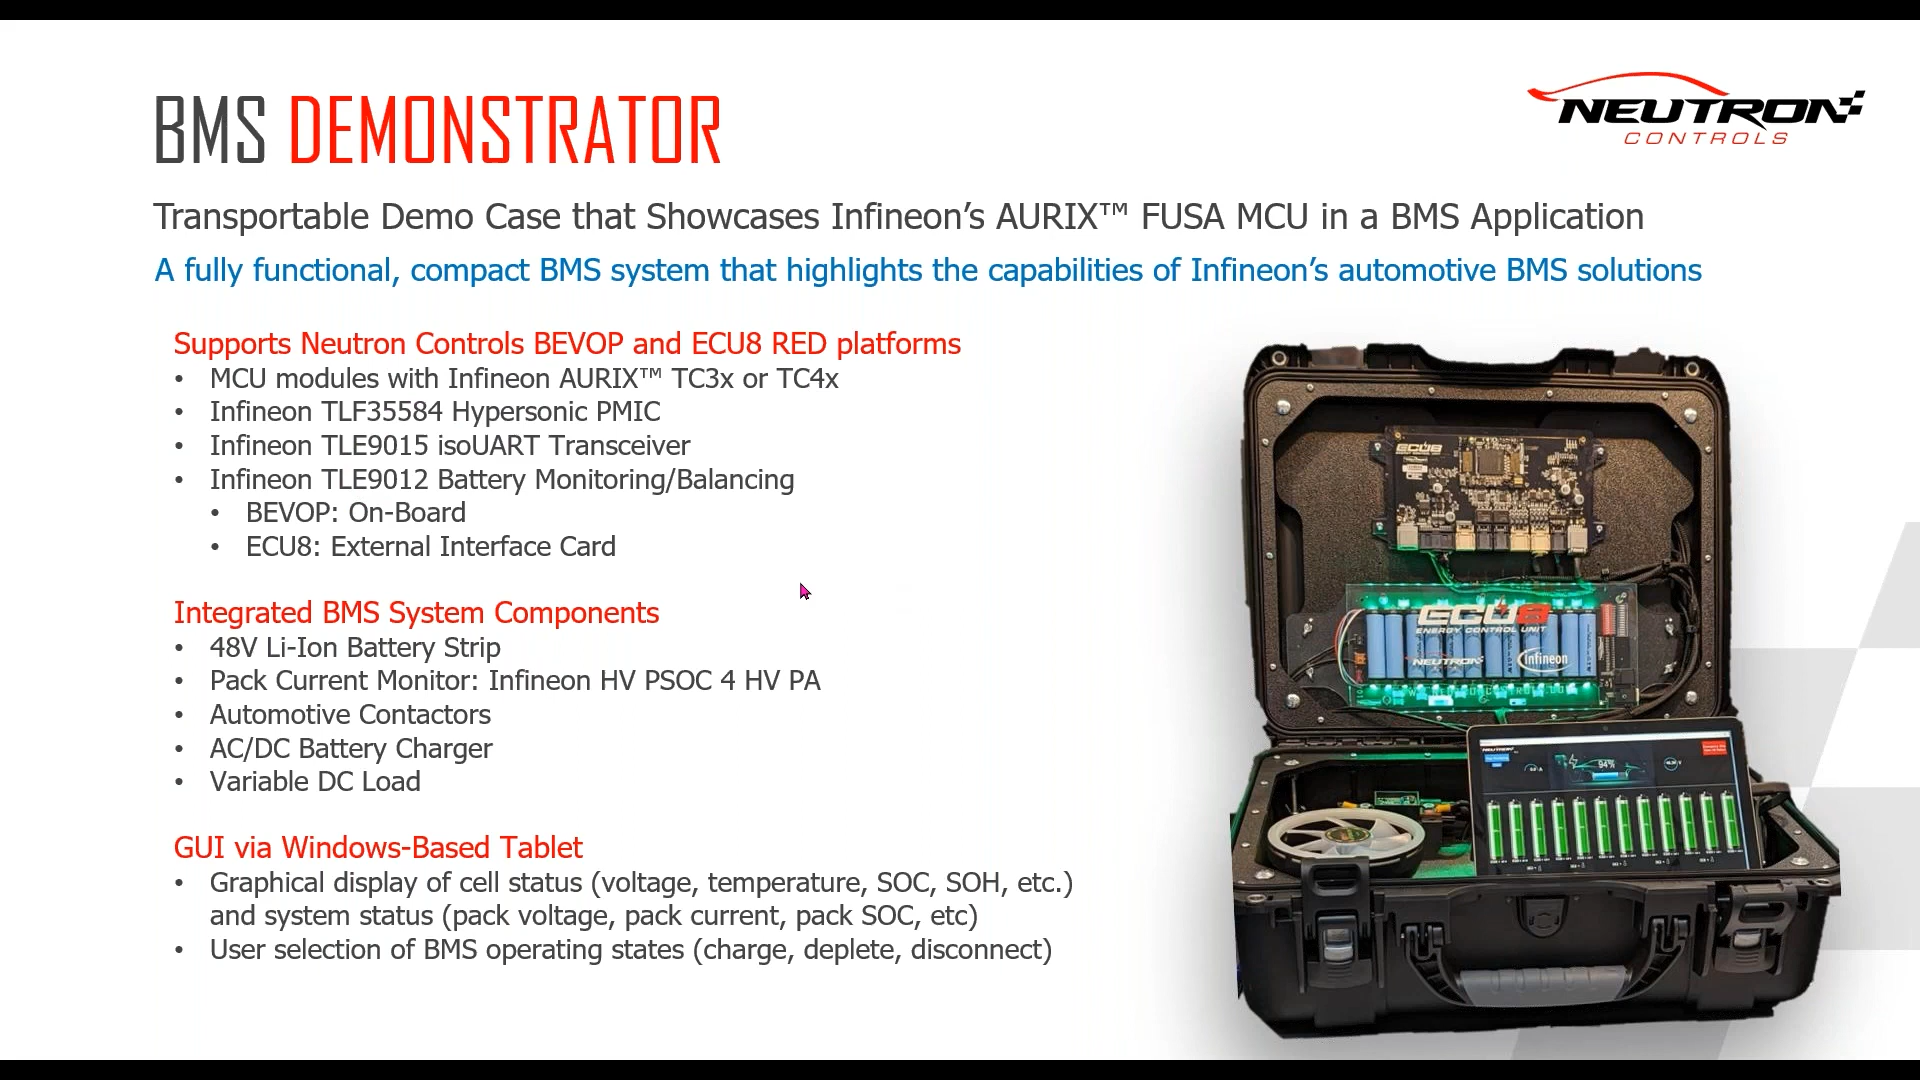 BMS DEMONSTRATOR
NEUTRON
CONTROLS
Transportable Demo Case that Showcases Infineon’s AURIX™ FUSA MCU in a BMS Application
A fully functional, compact BMS system that highlights the capabilities of Infineon’s automotive BMS solutions
Supports Neutron Controls BEVOP and ECU8 RED platforms
• MCU modules with Infineon AURIX™ TC3x or TC4x
• Infineon TLF35584 Hypersonic PMIC
• Infineon TLE9015 isoUART Transceiver
• Infineon TLE9012 Battery Monitoring/Balancing
• BEVOP: On-Board
• ECU8: External Interface Card
Integrated BMS System Components
• 48V Li-Ion Battery Strip
• Pack Current Monitor: Infineon HV PSOC 4 HV PA
• Automotive Contactors
• AC/DC Battery Charger
• Variable DC Load
GUI via Windows-Based Tablet
• Graphical display of cell status (voltage, temperature, SOC, SOH, etc.)
and system status (pack voltage, pack current, pack SOC, etc)
• User selection of BMS operating states (charge, deplete, disconnect)
ECU8
ECU8
ENERGY CONTROL UNIT
NEUTRON
infineon
NEUTRON
94%